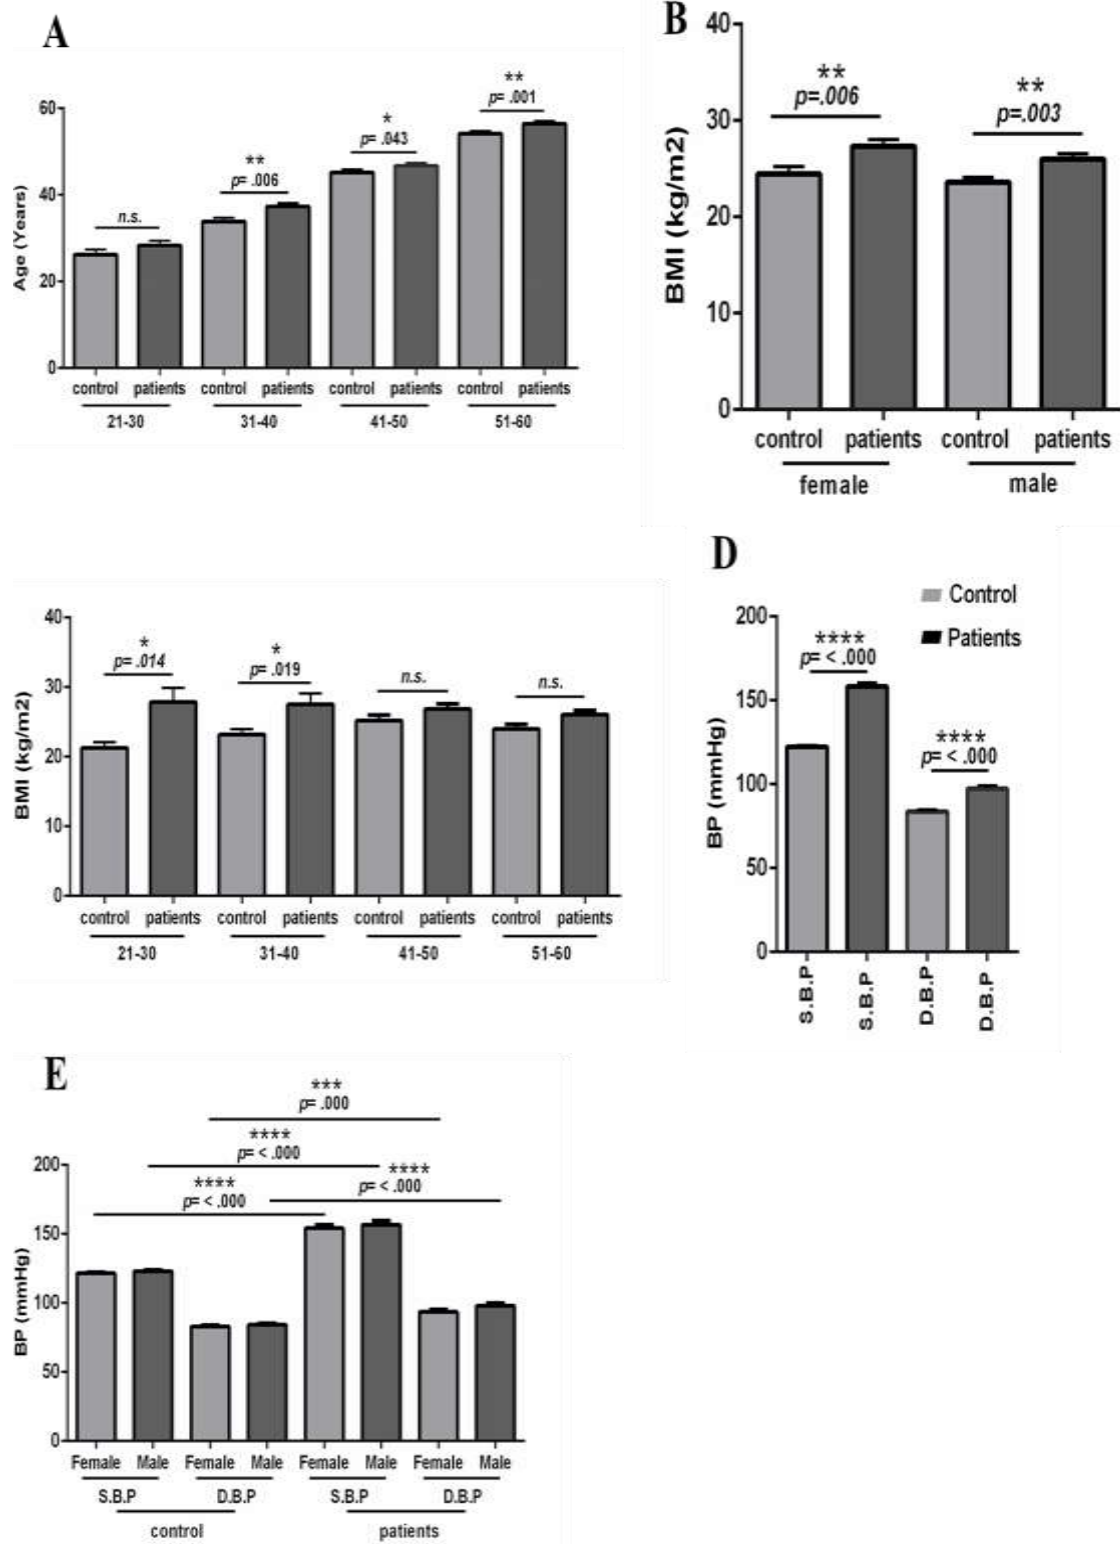 A
**
p= .001
*
p= .043
**
p= .006
n.s.
60
40
20
0
Age (Years)
control patients control patients control patients control patients
21-30 31-40 41-50 51-60
B
**
p=.006
**
p=.003
40
30
20
10
0
BMI (kg/m2)
control patients control patients
female male
*
p= .014
*
p= .019
n.s.
n.s.
40
30
20
10
0
BMI (kg/m2)
control patients control patients control patients control patients
21-30 31-40 41-50 51-60
D
Control
Patients
****
p= < .000
****
p= < .000
200
150
100
50
0
BP (mmHg)
S.B.P S.B.P D.B.P D.B.P
E
***
p= .000
****
p= < .000
****
p= < .000
****
p= < .000
200
150
100
50
0
BP (mmHg)
Female Male Female Male Female Male Female Male
S.B.P D.B.P S.B.P D.B.P
control patients